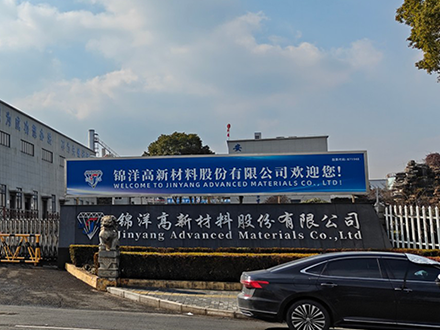 安
锦洋高新材料股份有限公司欢迎您!
WELCOME TO JINYANG ADVANCED MATERIALS CO., LTD!
锦洋高新材料股份有限公司
Jinyang Advanced Materials Co.,Ltd